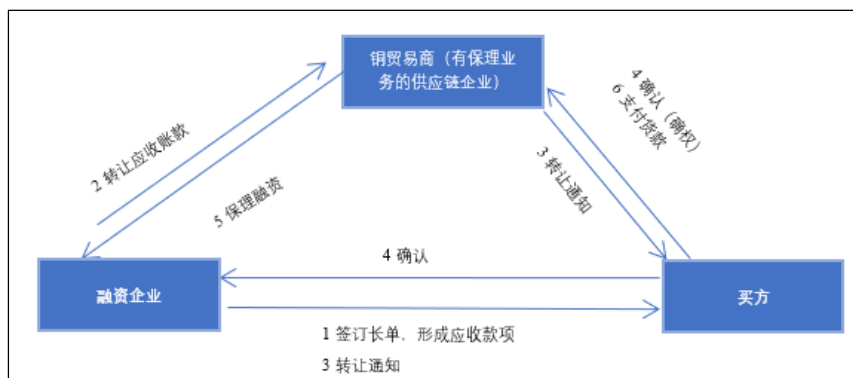 铜贸易商（有保理业
务的供应链企业）
4 确认（确权）
6 支付货款
2 转让应收账款
3 转让通知
5 保理融资
4 确认
融资企业
买方
1 签订长单，形成应收款项
3 转让通知